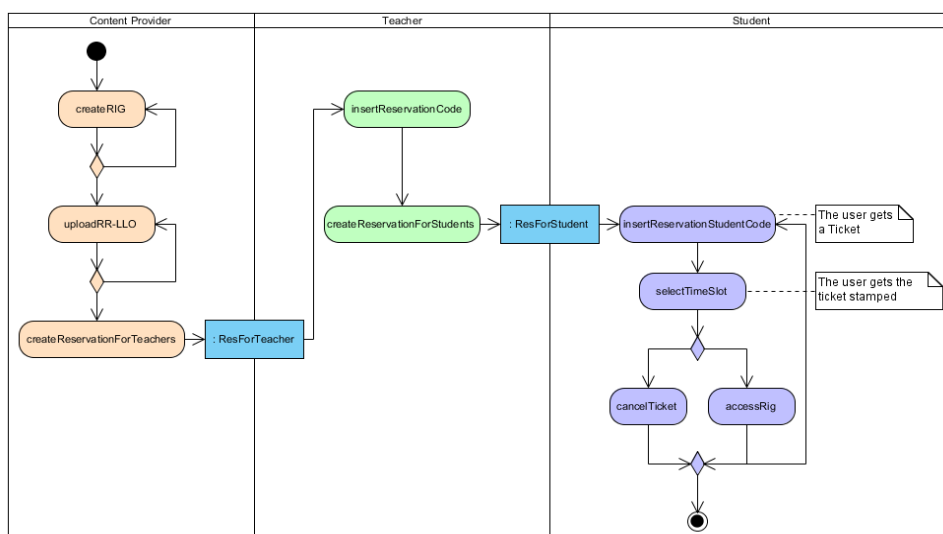 Content Provider
Teacher
Student
createRIG
insertReservationCode
uploadRR-LLO
createReservationForStudents
: ResForStudent
insertReservationStudentCode
The user gets
a Ticket
selectTimeSlot
The user gets the
ticket stamped
createReservationForTeachers
: ResForTeacher
cancelTicket
accessRig